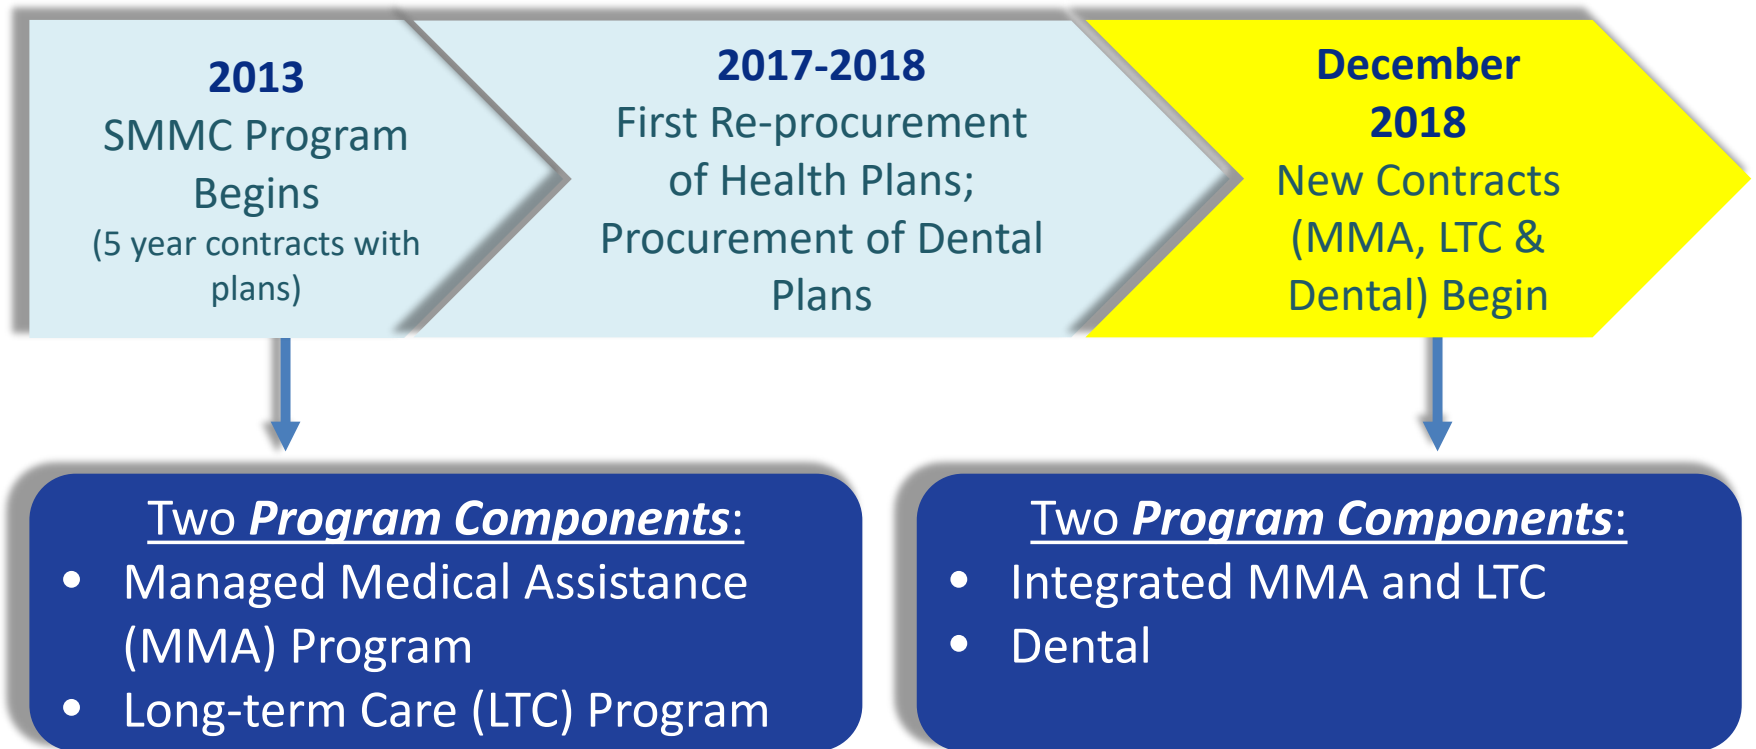 2013
SMMC Program
Begins
(5 year contracts with
plans)
2017-2018
First Re-procurement
of Health Plans;
Procurement of Dental
Plans
December
2018
New Contracts
(MMA, LTC &
Dental) Begin
Two Program Components:
• Managed Medical Assistance
(MMA) Program
• Long-term Care (LTC) Program
Two Program Components:
• Integrated MMA and LTC
• Dental